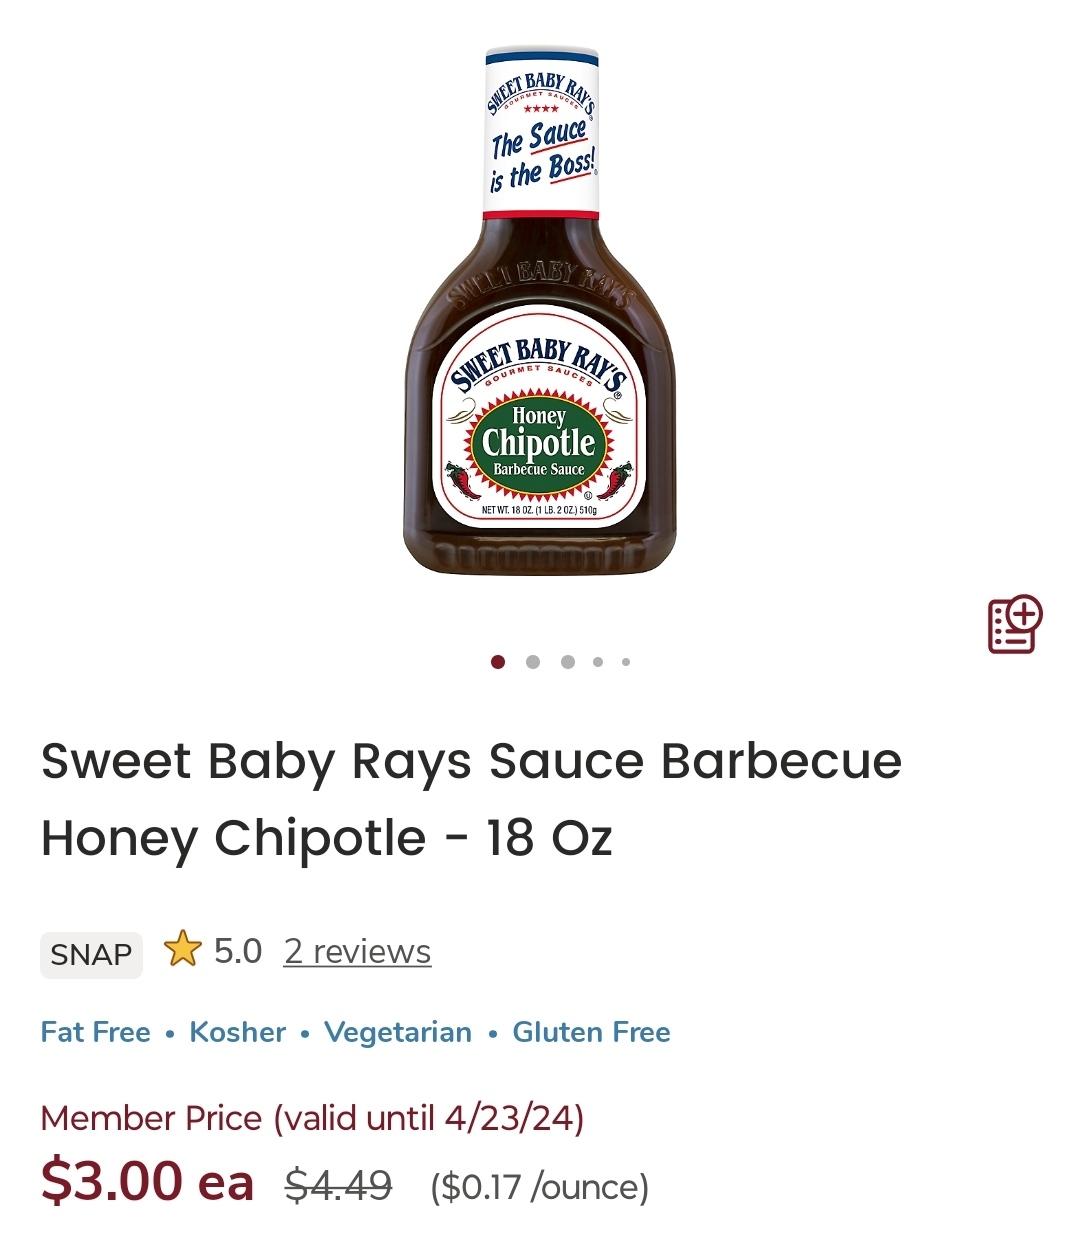 SWEET BABY RAY'S
GOURMET SAUCES
The Sauce
is the Boss!
SWEET BABY RAY'S
SWEET BABY RAY'S
GOURMET SAUCES
Honey
Chipotle
Barbecue Sauce
NET WT. 18 OZ. (1 LB. 2 OZ.) 510g
Sweet Baby Rays Sauce Barbecue
Honey Chipotle - 18 Oz
SNAP 5.0 2 reviews
Fat Free • Kosher • Vegetarian • Gluten Free
Member Price (valid until 4/23/24)
$3.00 ea $4.49 ($0.17 /ounce)